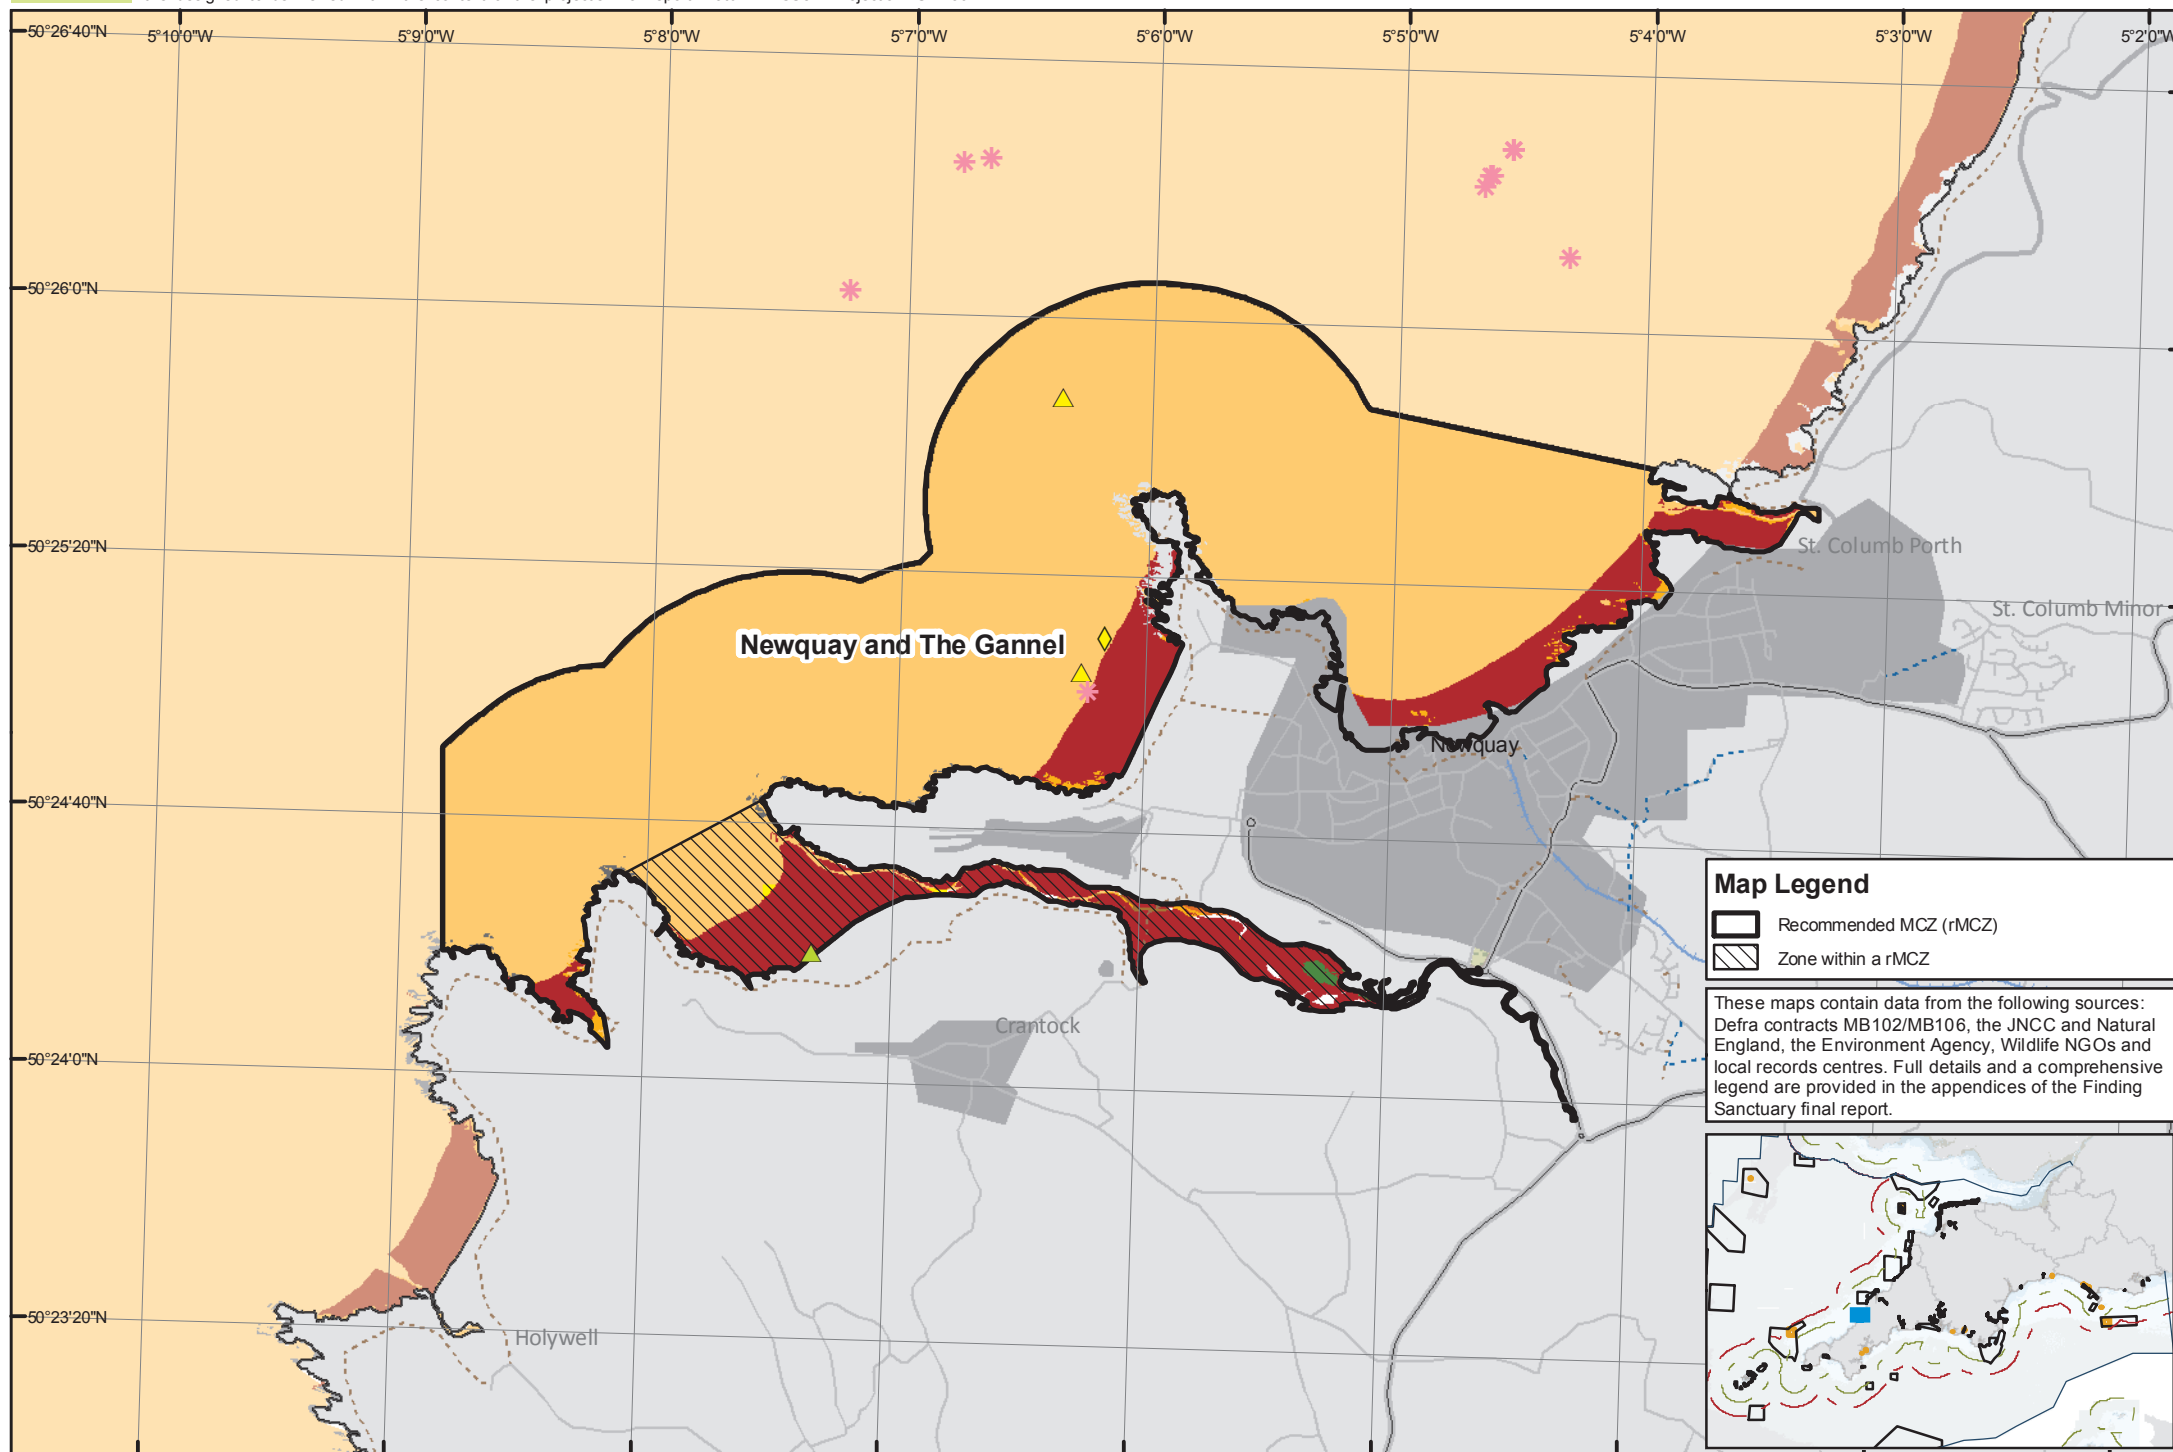 5°10'0"W 5°9'0"W 5°8'0"W 5°7'0"W 5°6'0"W 5°5'0"W 5°4'0"W 5°3'0"W 5°2'0"W
50°26'40"N
50°26'0"N
50°25'20"N
50°24'40"N
50°24'0"N
50°23'20"N
St. Columb Porth
St. Columb Minor
Newquay and The Gannel
Newquay
Crantock
Holywell
Map Legend
Recommended MCZ (rMCZ)
Zone within a rMCZ
These maps contain data from the following sources:
Defra contracts MB102/MB106, the JNCC and Natural
England, the Environment Agency, Wildlife NGOs and
local records centres. Full details and a comprehensive
legend are provided in the appendices of the Finding
Sanctuary final report.